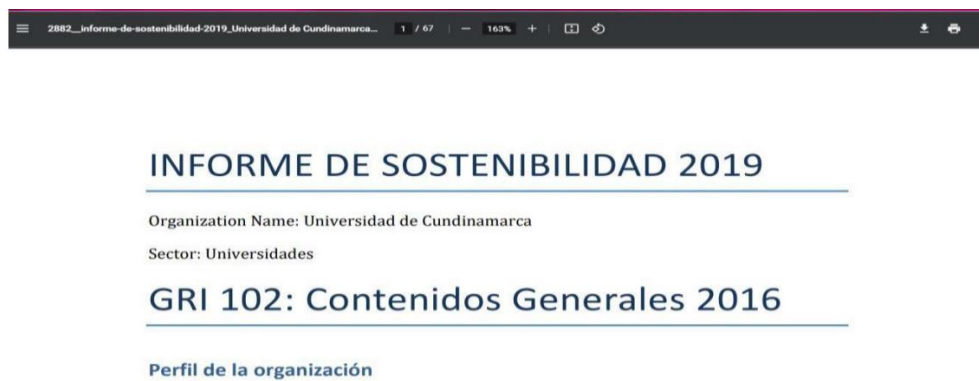 2882__informe-de-sostenibilidad-2019_Universidad de Cundinamarca... 1 / 67 | — 163% + |
INFORME DE SOSTENIBILIDAD 2019
Organization Name: Universidad de Cundinamarca
Sector: Universidades
GRI 102: Contenidos Generales 2016
Perfil de la organización